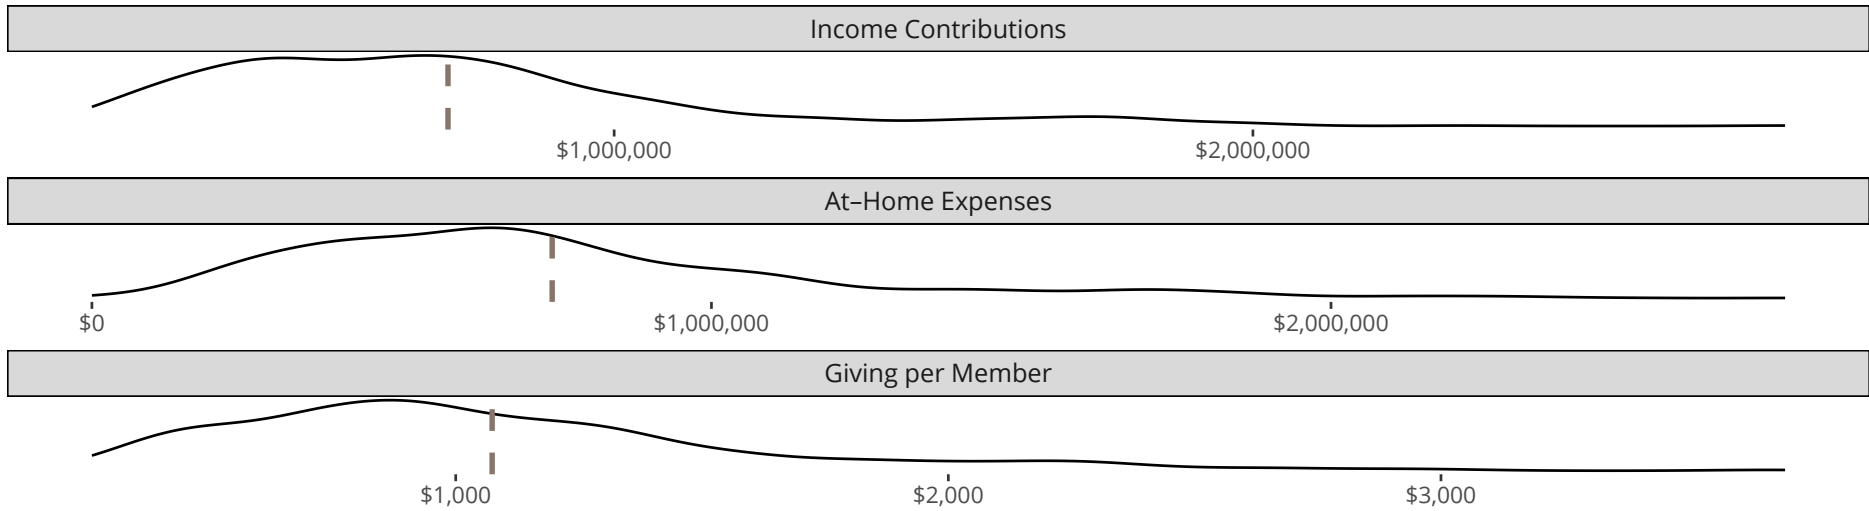 Income Contributions
$1,000,000 $2,000,000
At–Home Expenses
$0 $1,000,000 $2,000,000
Giving per Member
$1,000 $2,000 $3,000